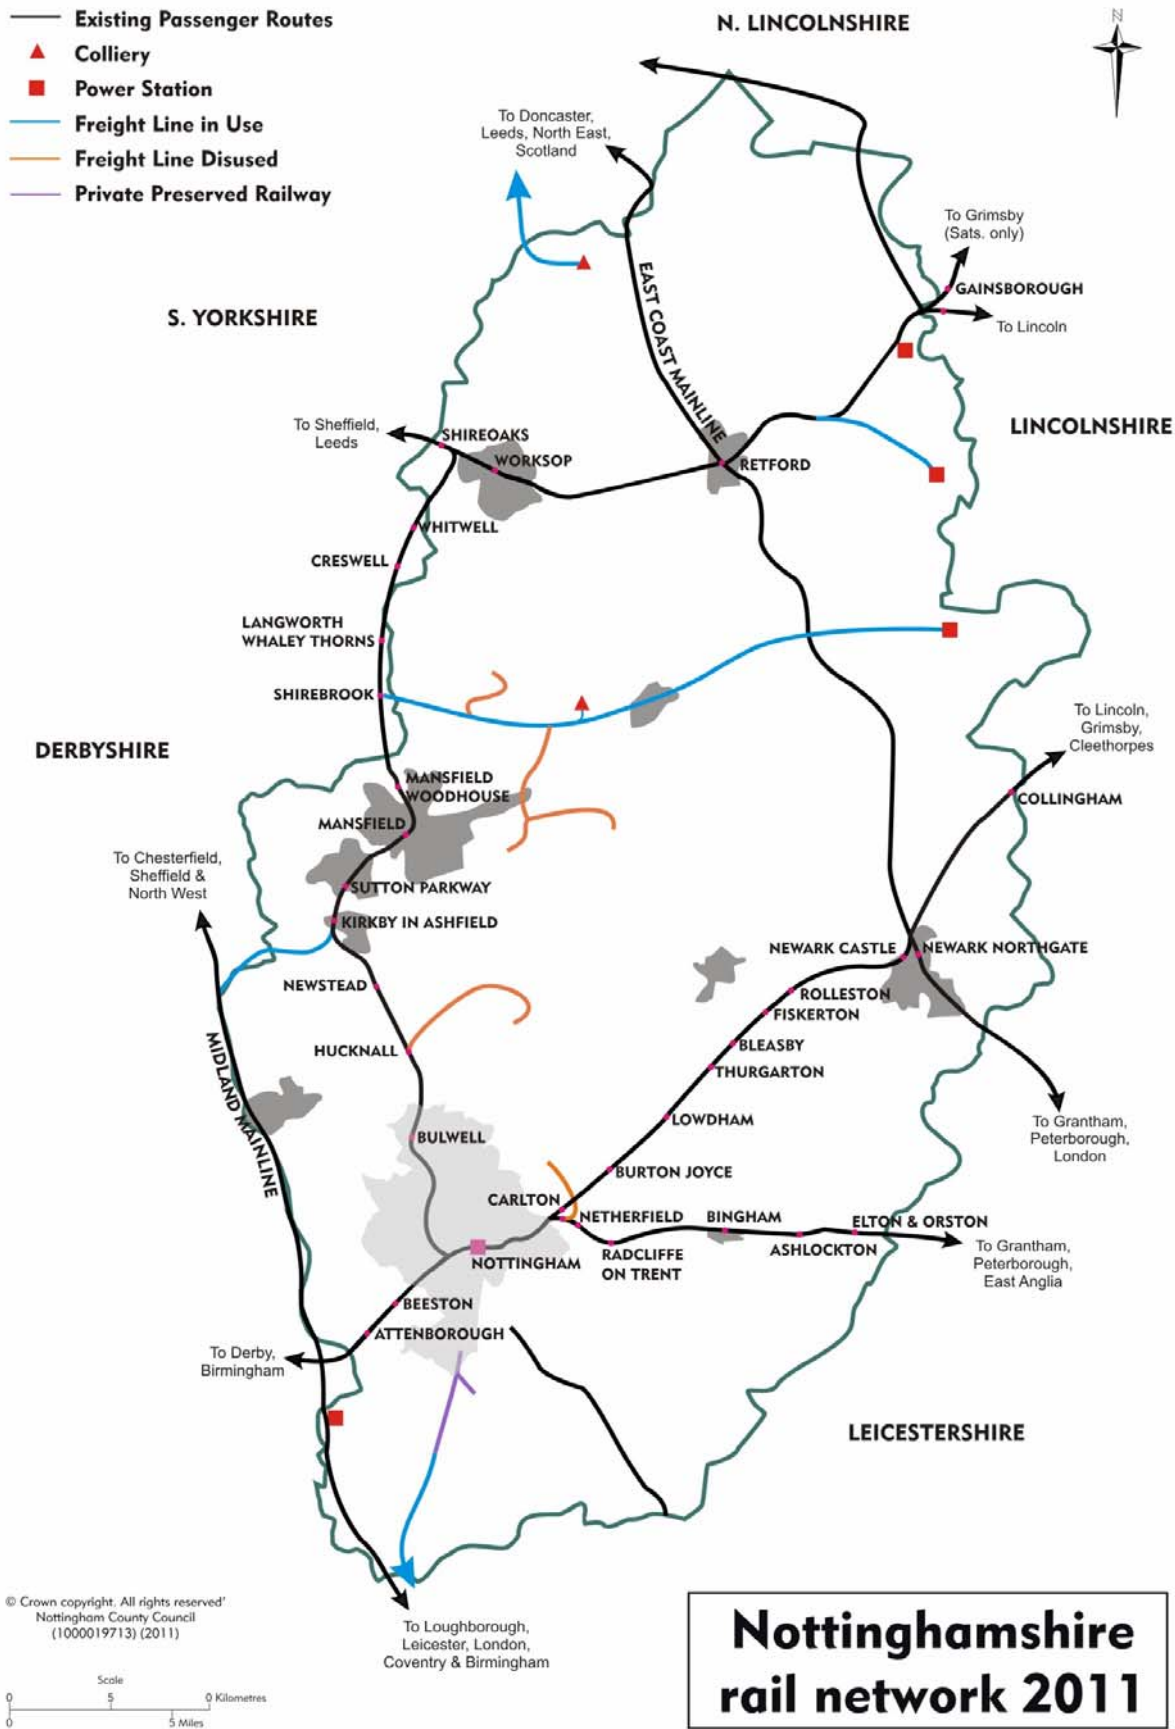 Existing Passenger Routes
Colliery
Power Station
Freight Line in Use
Freight Line Disused
Private Preserved Railway
N. LINCOLNSHIRE
N
To Doncaster,
Leeds, North East,
Scotland
To Grimsby
(Sats. only)
GAINSBOROUGH
To Lincoln
S. YORKSHIRE
EAST COAST MAINLINE
LINCOLNSHIRE
To Sheffield,
Leeds
SHIREOAKS
WORKSOP
RETFORD
WHITWELL
CRESWELL
LANGWORTH
WHALEY THORNS
SHIREBROOK
To Lincoln,
Grimsby,
Cleethorpes
DERBYSHIRE
MANSFIELD
WOODHOUSE
COLLINGHAM
MANSFIELD
To Chesterfield,
Sheffield &
North West
SUTTON PARKWAY
KIRKBY IN ASHFIELD
NEWARK CASTLE
NEWARK NORTHGATE
NEWSTEAD
ROLLESTON
FISKERTON
HUCKNALL
BLEASBY
THURGARTON
MIDLAND MAINLINE
LOWDHAM
To Grantham,
Peterborough,
London
BULWELL
BURTON JOYCE
CARLTON
NETHERFIELD
BINGHAM
ELTON & ORSTON
RADCLIFFE
ON TRENT
ASHLOCKTON
To Grantham,
Peterborough,
East Anglia
NOTTINGHAM
BEESTON
ATTENBOROUGH
To Derby,
Birmingham
LEICESTERSHIRE
© Crown copyright. All rights reserved'
Nottingham County Council
(1000019713) (2011)
To Loughborough,
Leicester, London,
Coventry & Birmingham
Scale
0 5 0 Kilometres
0 5 Miles
Nottinghamshire
rail network 2011